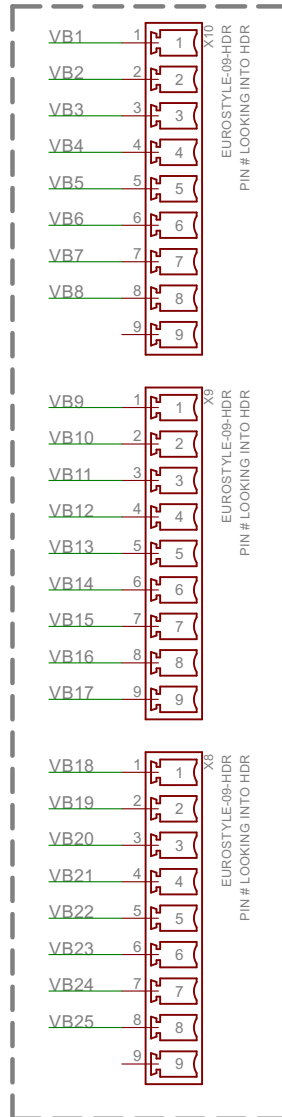 VB1 1 1
VB2 2 2
VB3 3 3
VB4 4 4
VB5 5 5
VB6 6 6
VB7 7 7
VB8 8 8
9 9
X10
EUROSTYLE-09-HDR
PIN # LOOKING INTO HDR
VB9 1 1
VB10 2 2
VB11 3 3
VB12 4 4
VB13 5 5
VB14 6 6
VB15 7 7
VB16 8 8
VB17 9 9
X9
EUROSTYLE-09-HDR
PIN # LOOKING INTO HDR
VB18 1 1
VB19 2 2
VB20 3 3
VB21 4 4
VB22 5 5
VB23 6 6
VB24 7 7
VB25 8 8
9 9
X8
EUROSTYLE-09-HDR
PIN # LOOKING INTO HDR